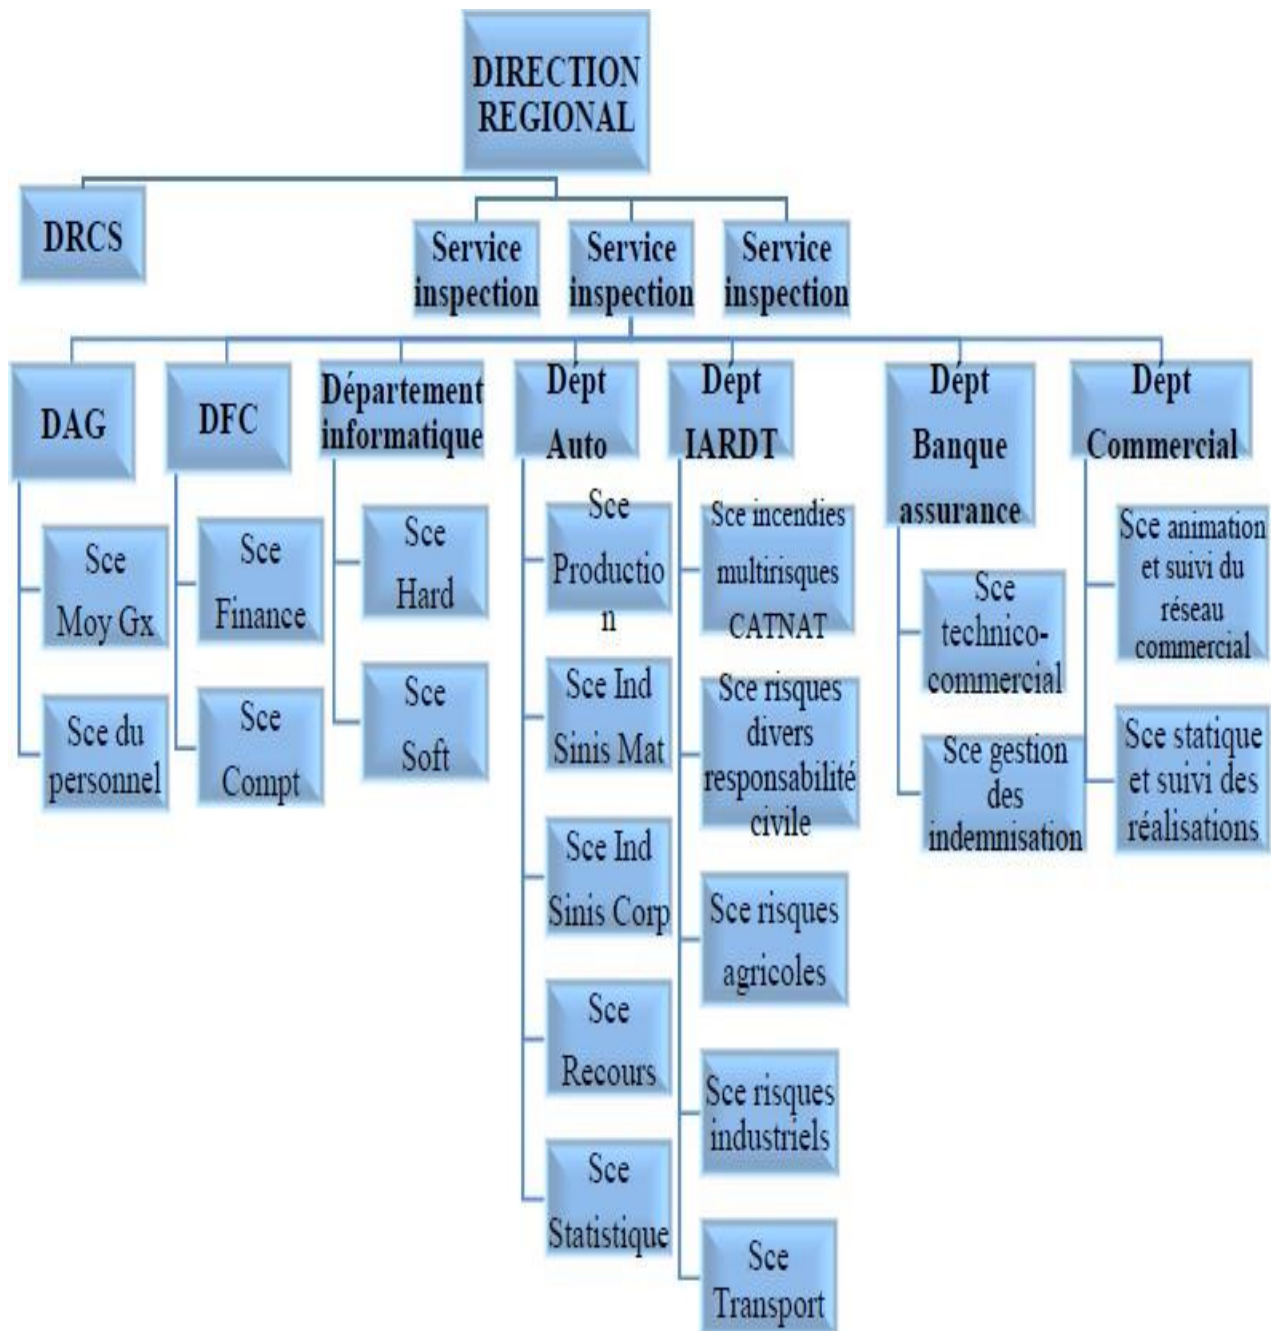 DIRECTION
REGIONAL
DRCS
Service
inspection
Service
inspection
Service
inspection
DAG
DFC
Département
informatique
Dépt
Auto
Dépt
IARDT
Dépt
Banque
assurance
Dépt
Commercial
Sce
Moy Gx
Sce du
personnel
Sce
Finance
Sce
Compt
Sce
Hard
Sce
Soft
Sce
Productio
n
Sce Ind
Sinis Mat
Sce Ind
Sinis Corp
Sce
Recours
Sce
Statistique
Sce incendies
multirisques
CATNAT
Sce risques
divers
responsabilité
civile
Sce risques
agricoles
Sce risques
industriels
Sce
Transport
Sce
technico-
commercial
Sce gestion
des
indemnisation
Sce animation
et suivi du
réseau
commercial
Sce statique
et suivi des
réalisations